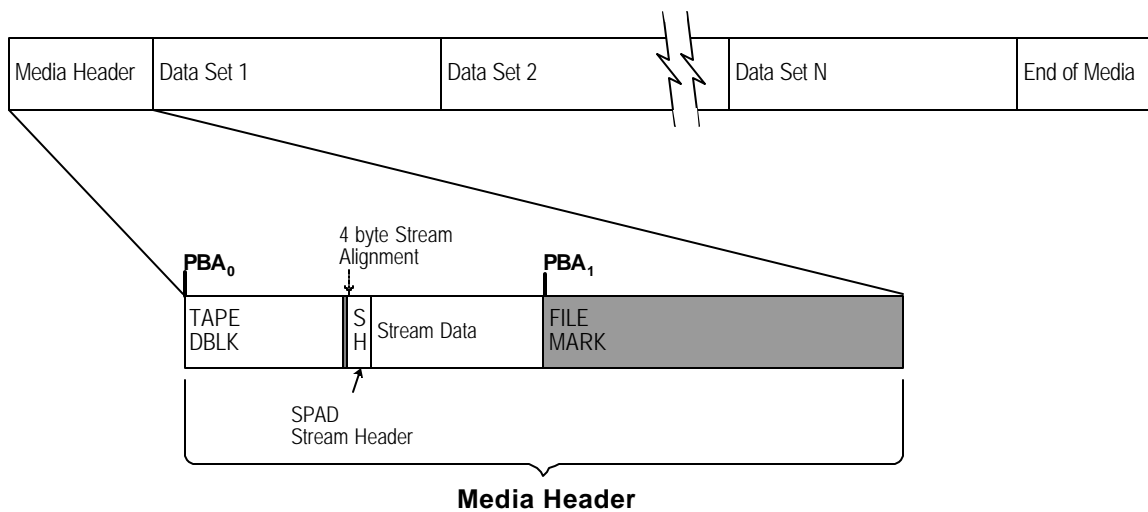 Media Header Data Set 1 Data Set 2 Data Set N End of Media
4 byte Stream
Alignment
PBA₀ PBA₁
TAPE
DBLK
S
H
Stream Data
FILE
MARK
SPAD
Stream Header
Media Header